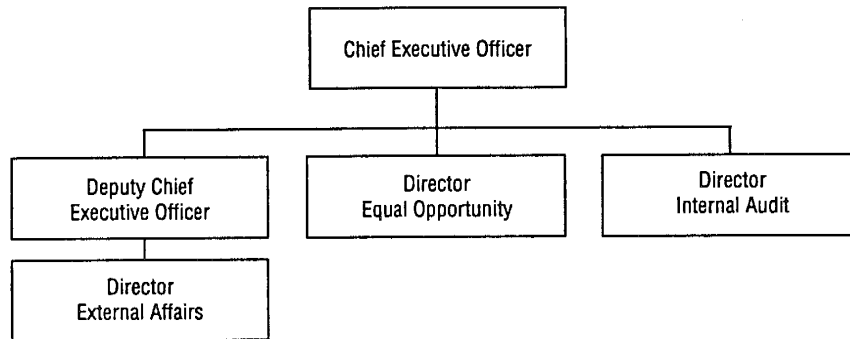 Chief Executive Officer
Deputy Chief
Executive Officer
Director
Equal Opportunity
Director
Internal Audit
Director
External Affairs